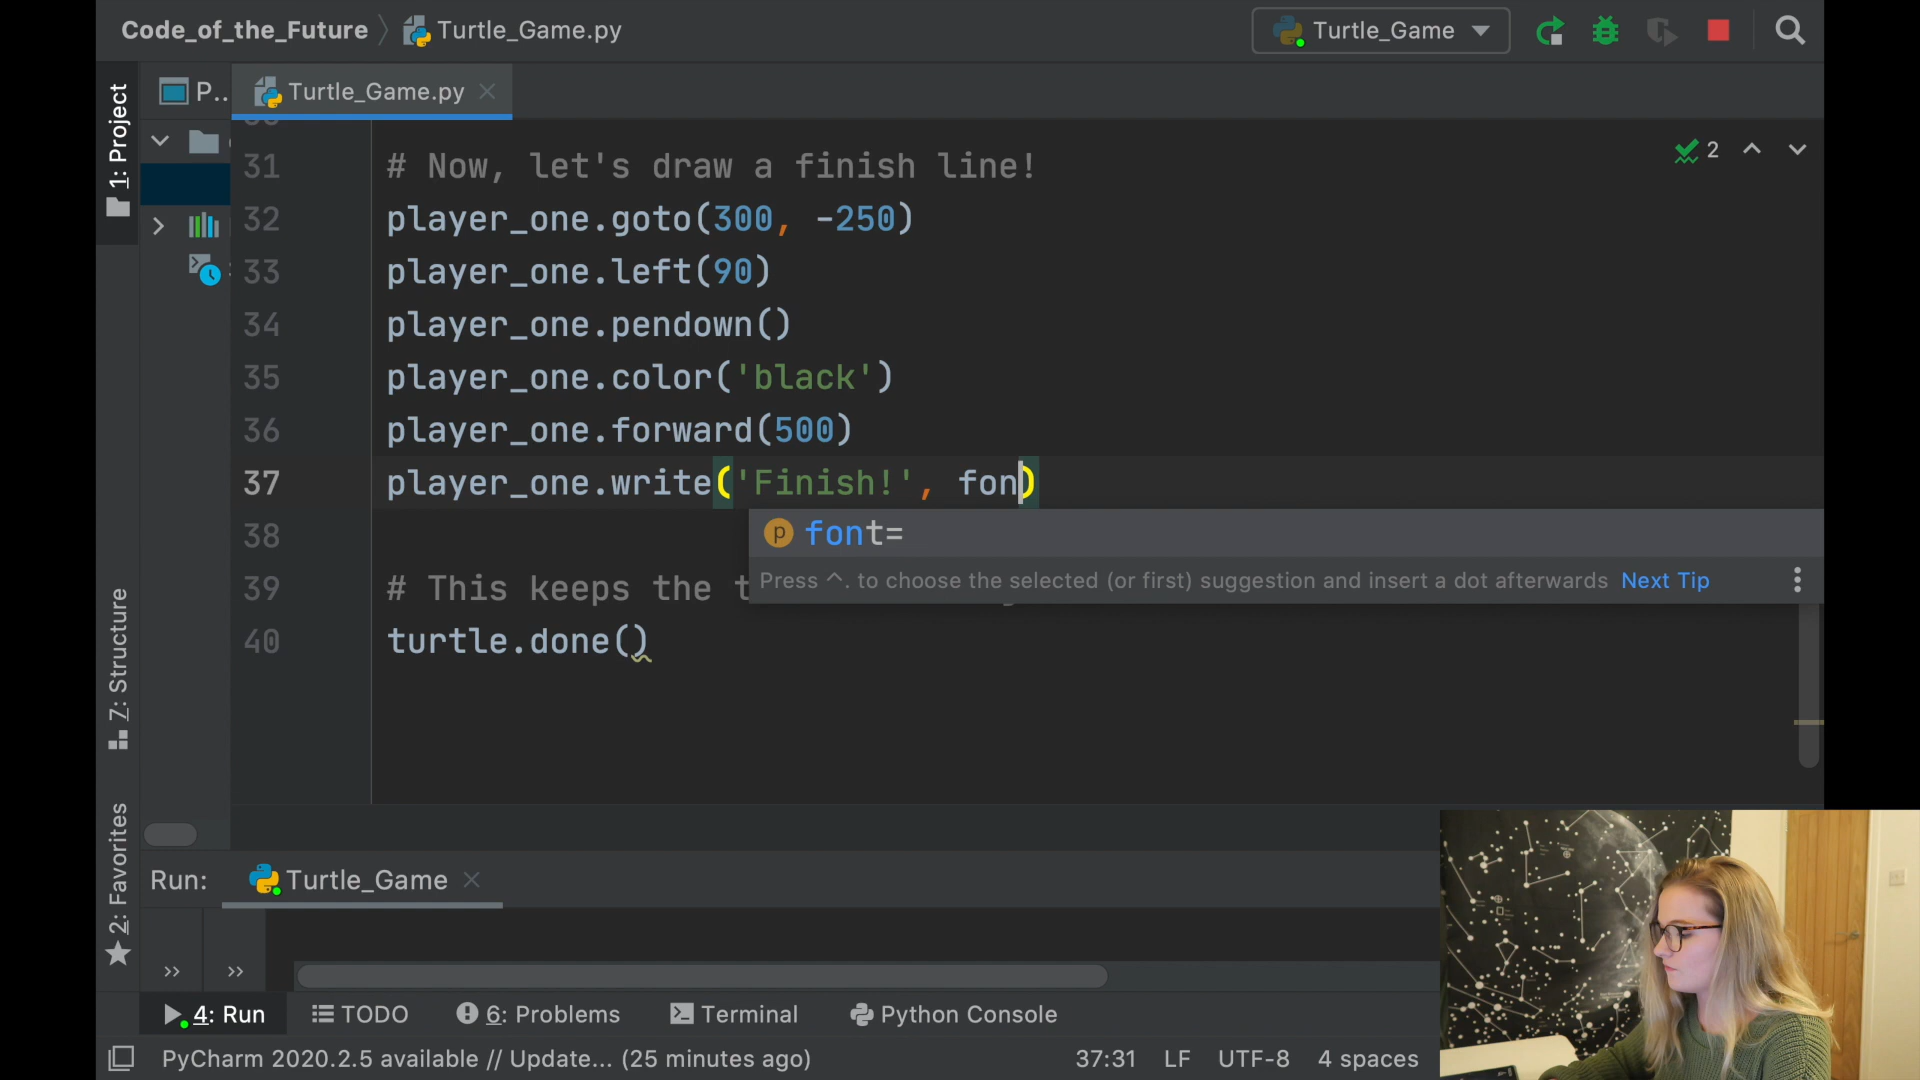 Code_of_the_Future
Turtle_Game.py
Turtle_Game
1: Project
P..
Turtle_Game.py
2
31 # Now, let's draw a finish line!
32 player_one.goto(300, -250)
33 player_one.left(90)
34 player_one.pendown()
35 player_one.color('black')
36 player_one.forward(500)
37 player_one.write('Finish!', fon)
p font=
38
Press ^. to choose the selected (or first) suggestion and insert a dot afterwards Next Tip
39 # This keeps the t
40 turtle.done()
7: Structure
2: Favorites
Run: Turtle_Game
4: Run TODO 6: Problems Terminal Python Console
PyCharm 2020.2.5 available // Update... (25 minutes ago) 37:31 LF UTF-8 4 spaces